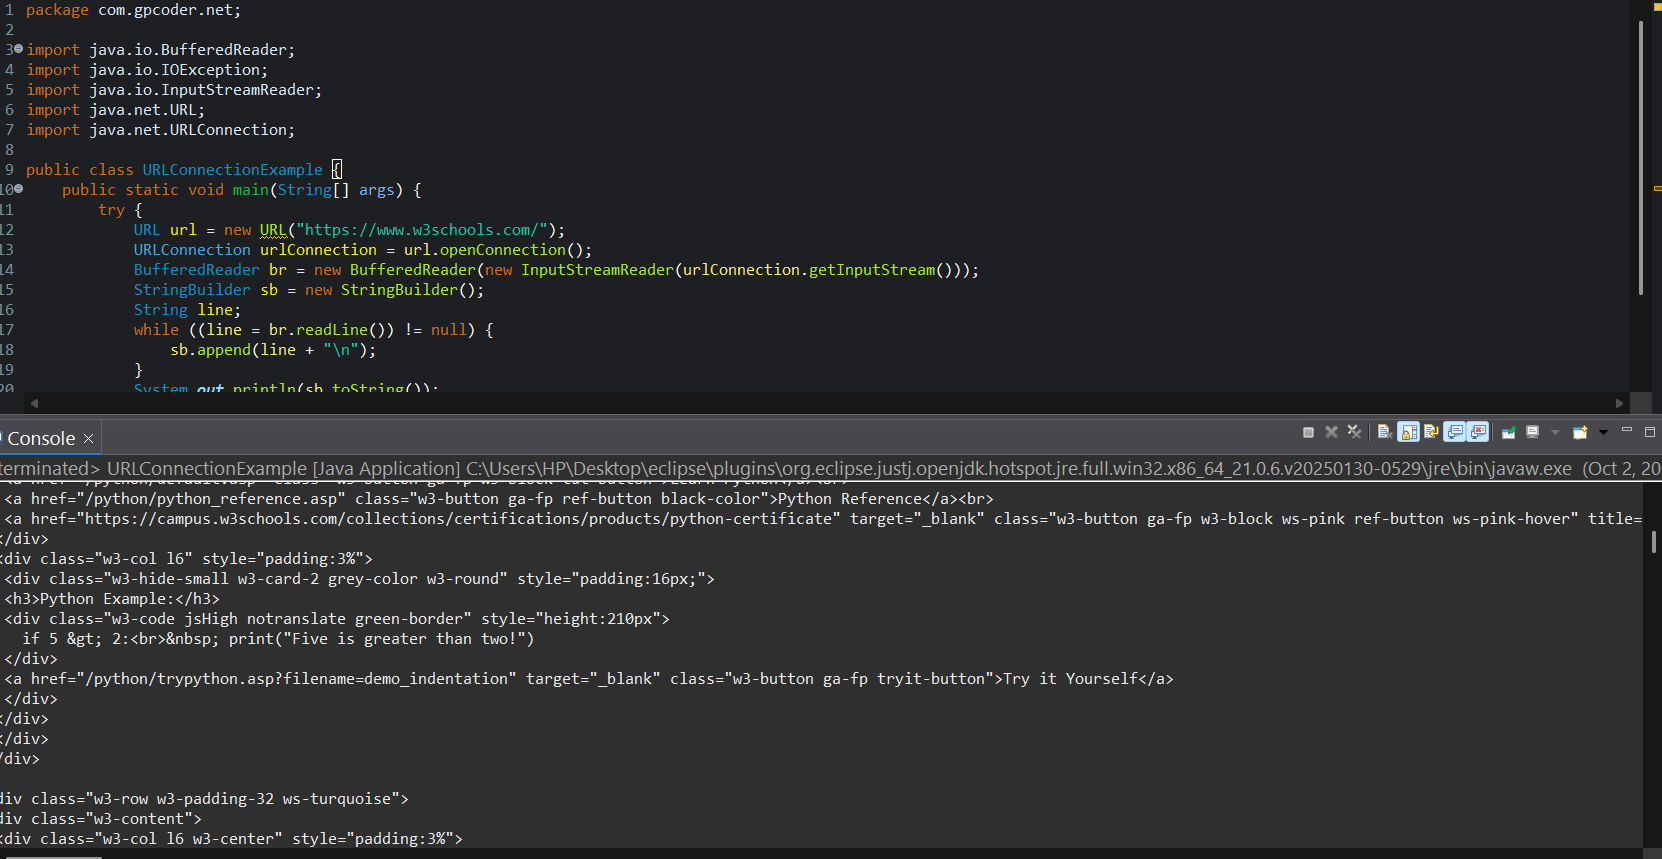 1 package com.gpcoder.net;
2
3 import java.io.BufferedReader;
4 import java.io.IOException;
5 import java.io.InputStreamReader;
6 import java.net.URL;
7 import java.net.URLConnection;
8
9 public class URLConnectionExample {
10 public static void main(String[] args) {
11 try {
12 URL url = new URL("https://www.w3schools.com/");
13 URLConnection urlConnection = url.openConnection();
14 BufferedReader br = new BufferedReader(new InputStreamReader(urlConnection.getInputStream()));
15 StringBuilder sb = new StringBuilder();
16 String line;
17 while ((line = br.readLine()) != null) {
18 sb.append(line + "\n");
19 }
20 System.out.println(sb.toString());
Console
terminated> URLConnectionExample [Java Application] C:\Users\HP\Desktop\eclipse\plugins\org.eclipse.justj.openjdk.hotspot.jre.full.win32.x86_64_21.0.6.v20250130-0529\jre\bin\javaw.exe (Oct 2, 20
<a href="/python/python_reference.asp" class="w3-button ga-fp ref-button black-color">Python Reference</a><br>
<a href="https://campus.w3schools.com/collections/certifications/products/python-certificate" target="_blank" class="w3-button ga-fp w3-block ws-pink ref-button ws-pink-hover" title=
</div>
<div class="w3-col l6" style="padding:3%">
<div class="w3-hide-small w3-card-2 grey-color w3-round" style="padding:16px;">
<h3>Python Example:</h3>
<div class="w3-code jsHigh notranslate green-border" style="height:210px">
if 5 &gt; 2:<br>&nbsp; print("Five is greater than two!")
</div>
<a href="/python/trypython.asp?filename=demo_indentation" target="_blank" class="w3-button ga-fp tryit-button">Try it Yourself</a>
</div>
</div>
</div>
/div>
div class="w3-row w3-padding-32 ws-turquoise">
div class="w3-content">
<div class="w3-col l6 w3-center" style="padding:3%">